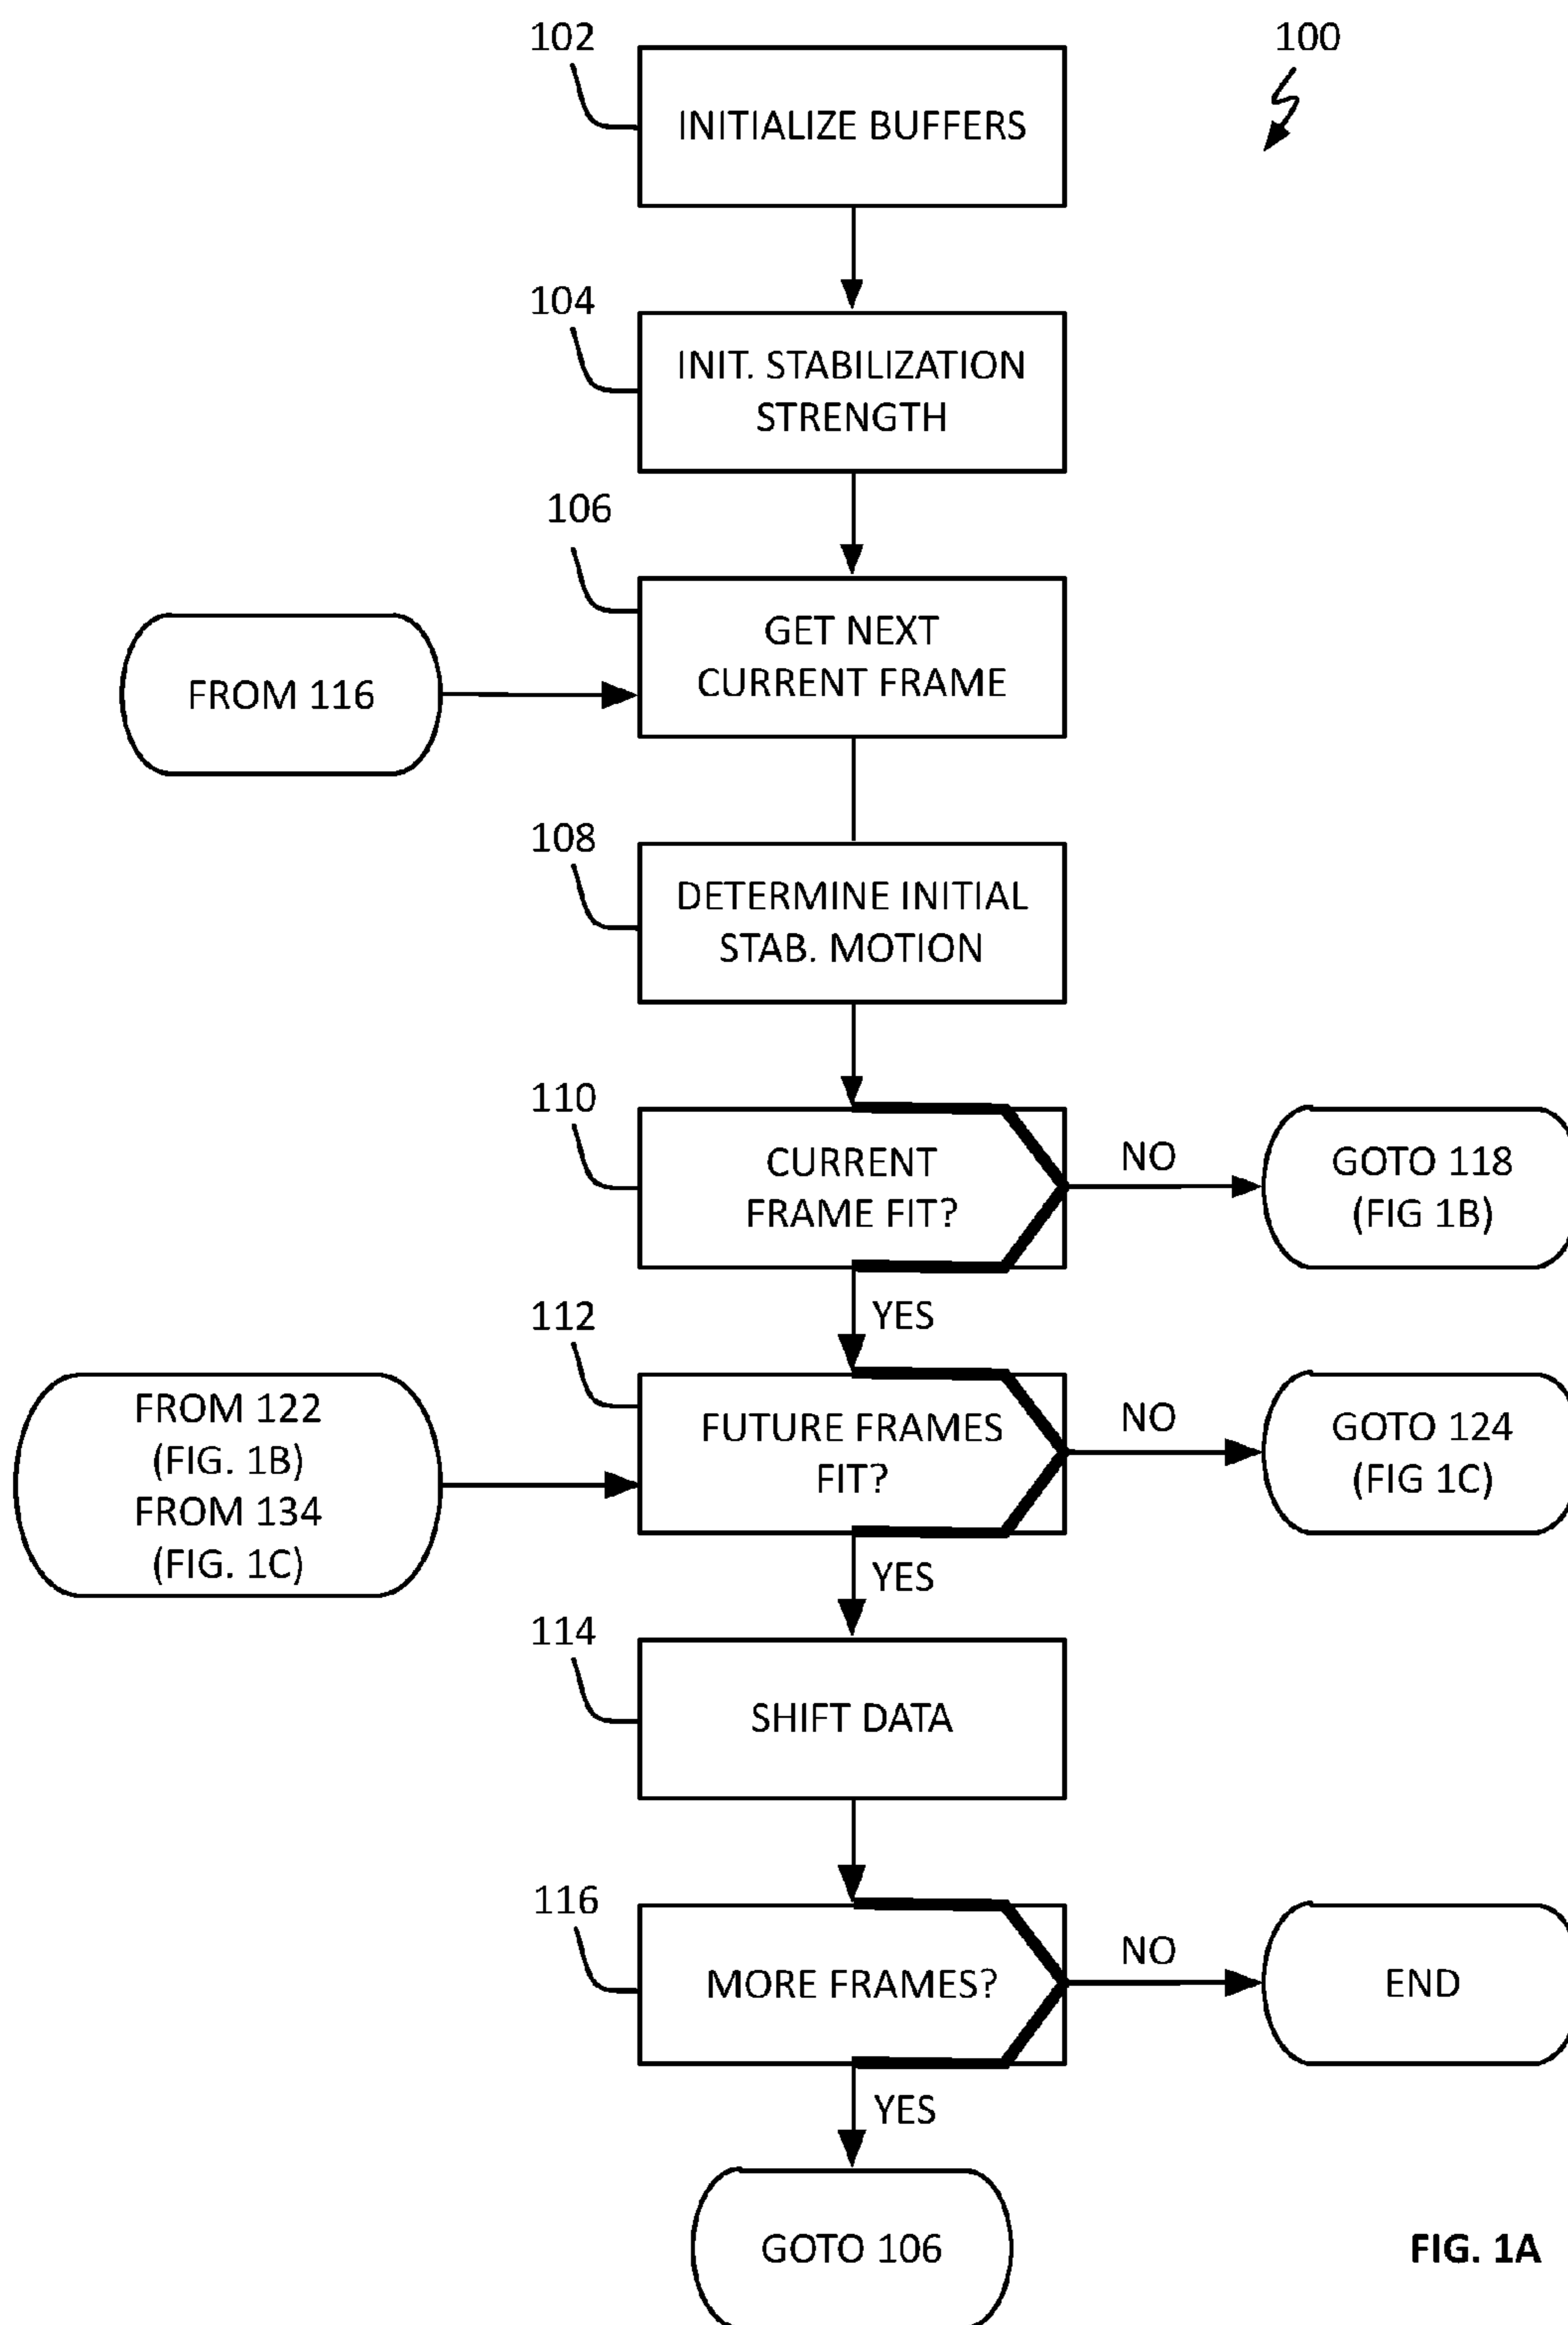 102
100
INITIALIZE BUFFERS
104
INIT. STABILIZATION
STRENGTH
106
GET NEXT
CURRENT FRAME
FROM 116
108
DETERMINE INITIAL
STAB. MOTION
110
CURRENT
FRAME FIT?
NO
GOTO 118
(FIG 1B)
YES
112
FROM 122
(FIG. 1B)
FROM 134
(FIG. 1C)
FUTURE FRAMES
FIT?
NO
GOTO 124
(FIG 1C)
YES
114
SHIFT DATA
116
MORE FRAMES?
NO
END
YES
GOTO 106
FIG. 1A